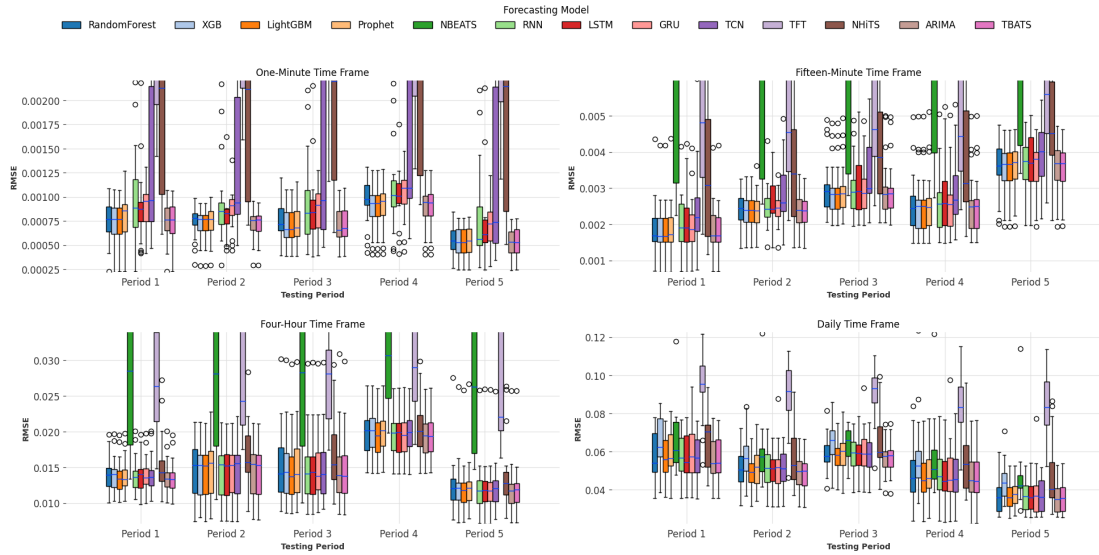 Forecasting Model
RandomForest XGB LightGBM Prophet NBEATS RNN LSTM GRU TCN TFT NHiTS ARIMA TBATS
One-Minute Time Frame
0.00200
0.00175
0.00150
0.00125
0.00100
0.00075
0.00050
0.00025
RMSE
Period 1 Period 2 Period 3 Period 4 Period 5
Testing Period
Fifteen-Minute Time Frame
0.005
0.004
0.003
0.002
0.001
RMSE
Period 1 Period 2 Period 3 Period 4 Period 5
Testing Period
Four-Hour Time Frame
0.030
0.025
0.020
0.015
0.010
RMSE
Period 1 Period 2 Period 3 Period 4 Period 5
Testing Period
Daily Time Frame
0.12
0.10
0.08
0.06
0.04
RMSE
Period 1 Period 2 Period 3 Period 4 Period 5
Testing Period